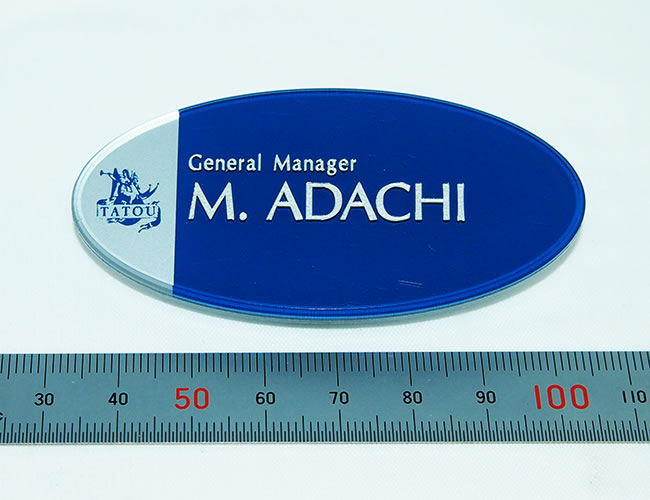 General Manager
M. ADACHI
TATOU
30 40 50 60 70 80 90 100 110